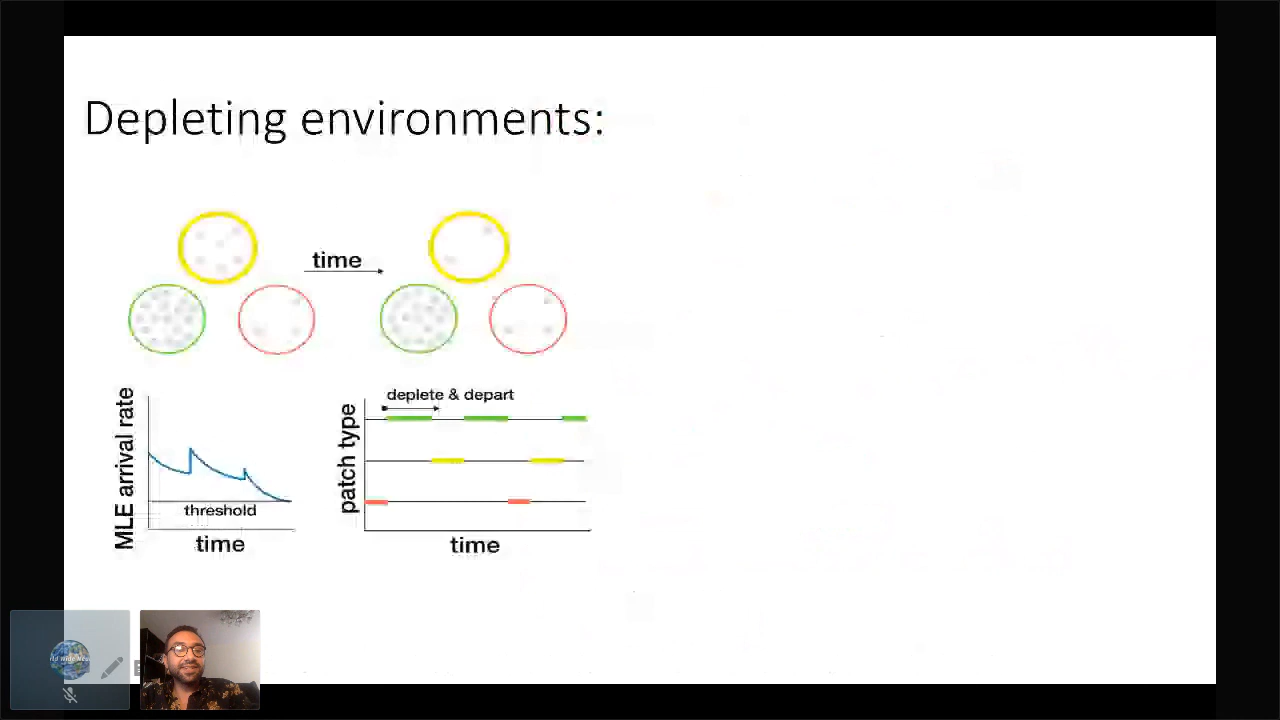 Depleting environments:
time
deplete & depart
MLE arrival rate
threshold
time
patch type
time